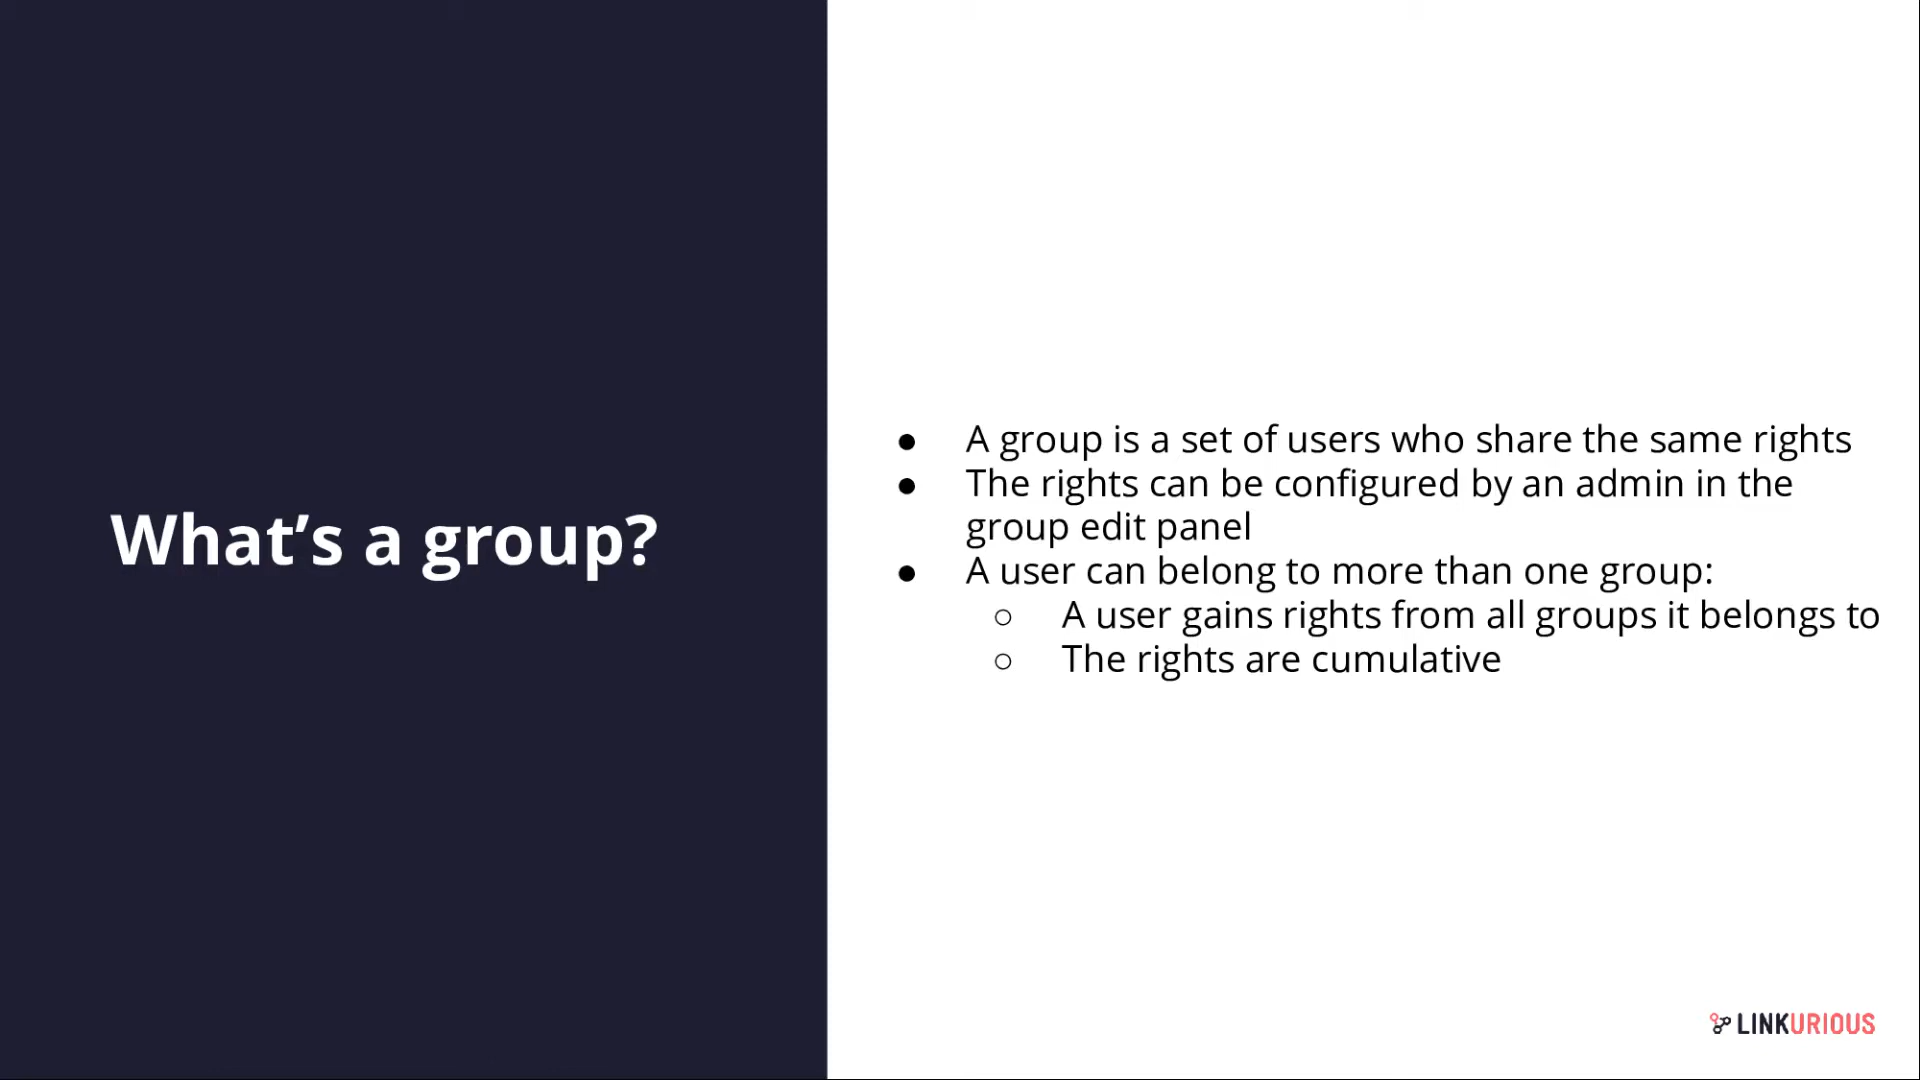 What’s a group?
● A group is a set of users who share the same rights
● The rights can be configured by an admin in the
group edit panel
● A user can belong to more than one group:
○ A user gains rights from all groups it belongs to
○ The rights are cumulative
LINKURIOUS